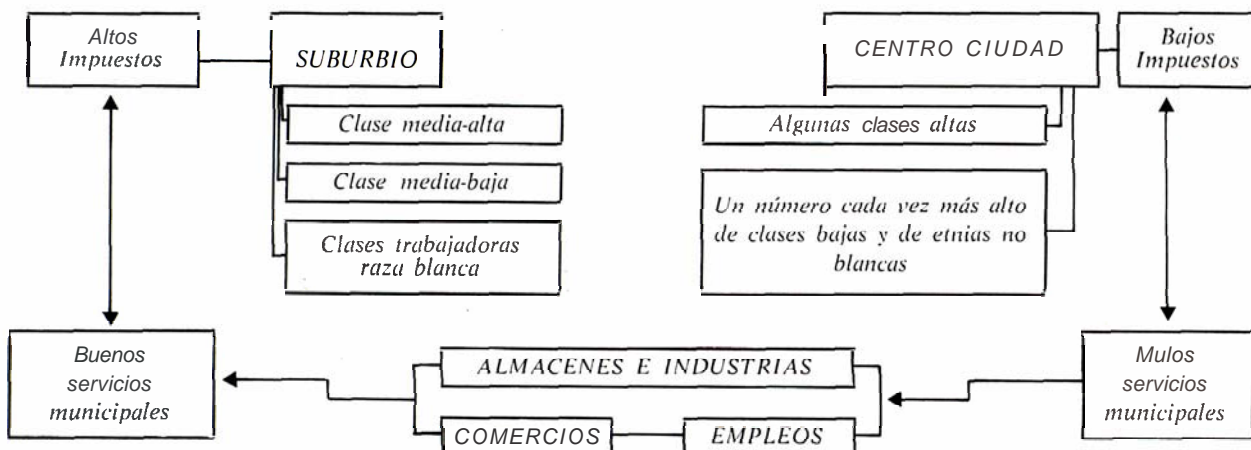 Altos
Impuestos
SUBURBIO
CENTRO CIUDAD
Bajos
Impuestos
Clase media-alta
Clase media-baja
Clases trabajadoras
raza blanca
Algunas clases altas
Un número cada vez más alto
de clases bajas y de etnias no
blancas
Buenos
servicios
municipales
ALMACENES E INDUSTRIAS
COMERCIOS
EMPLEOS
Mulos
servicios
municipales